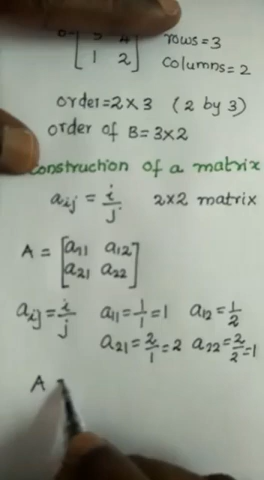 rows=3
[ 1 2 ] columns=2
order=2×3 (2 by 3)
order of B=3×2
construction of a matrix
aij = i/j 2×2 matrix
A = [a11 a12
a21 a22]
aij = i/j a11 = 1/1 = 1 a12 = 1/2
a21 = 2/1 = 2 a22 = 2/2 = 1
A